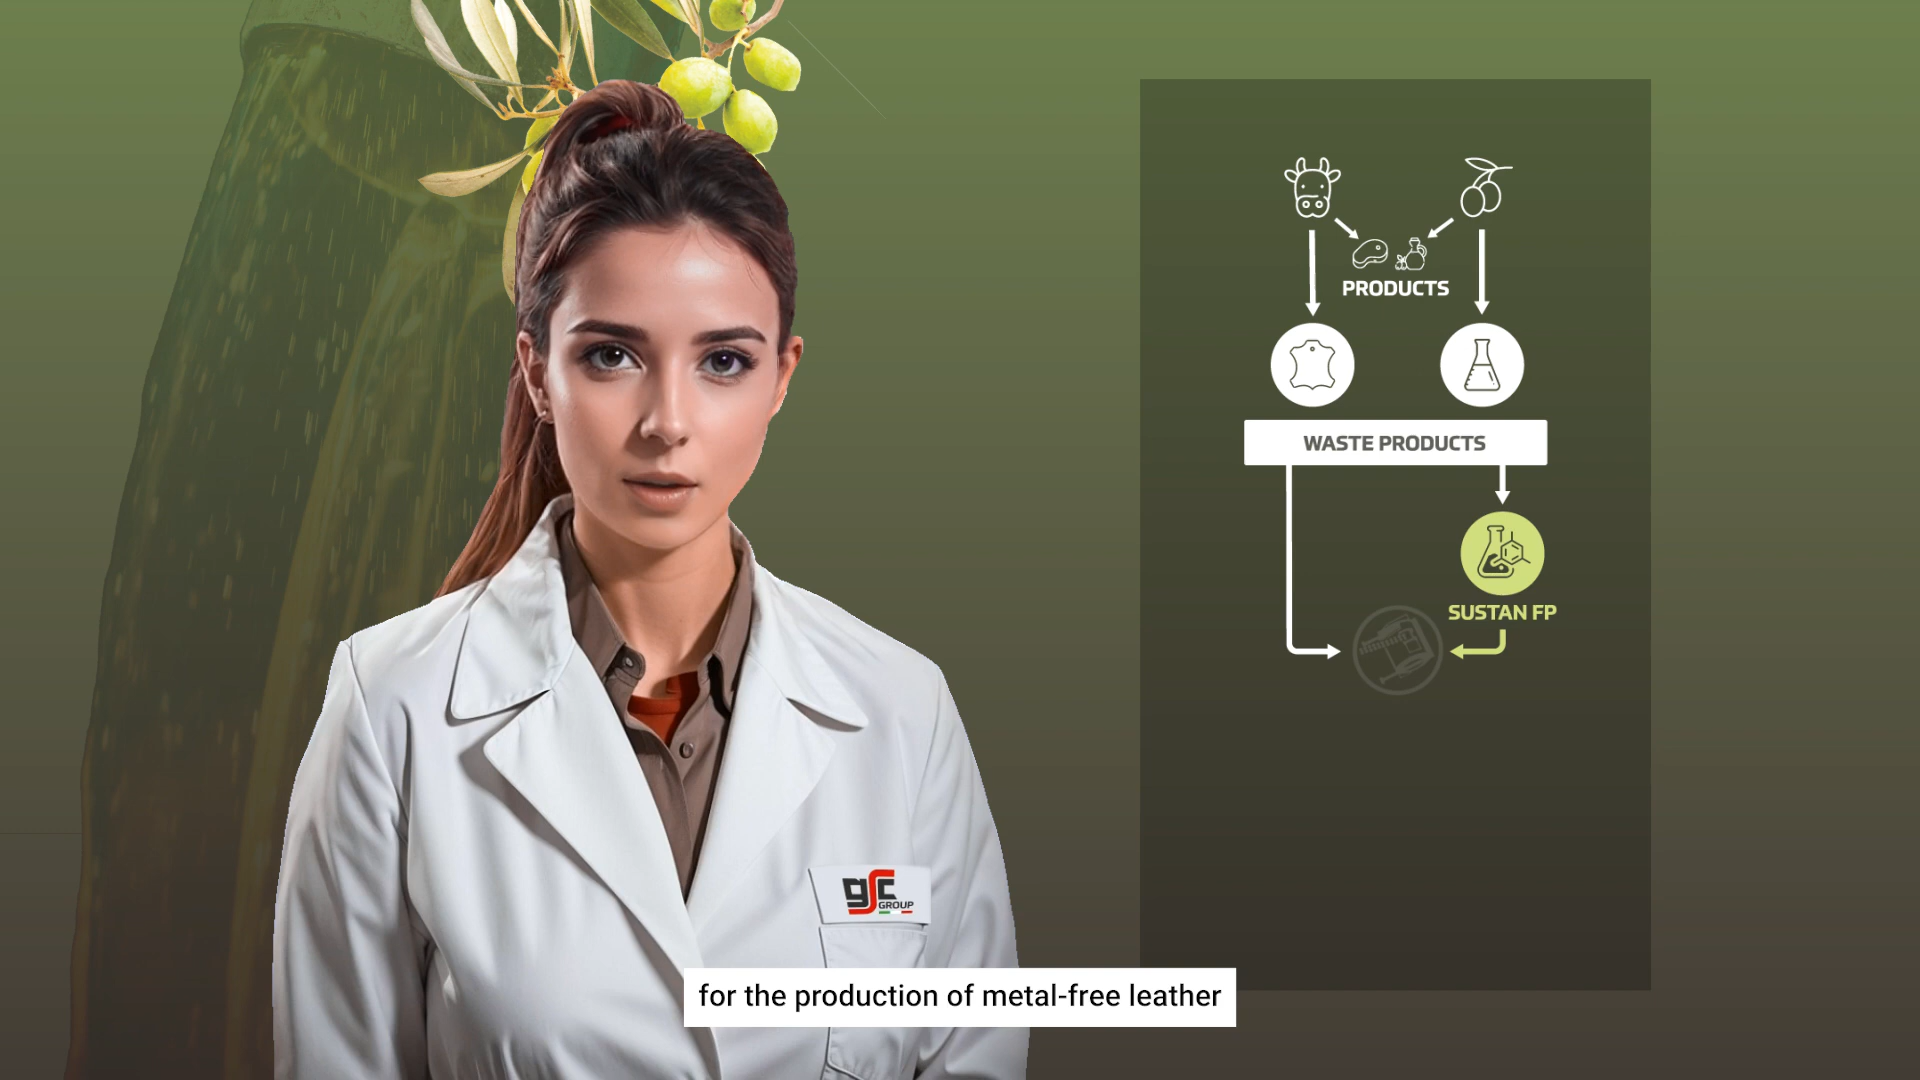 PRODUCTS
WASTE PRODUCTS
SUSTAN FP
gsc
GROUP
for the production of metal-free leather